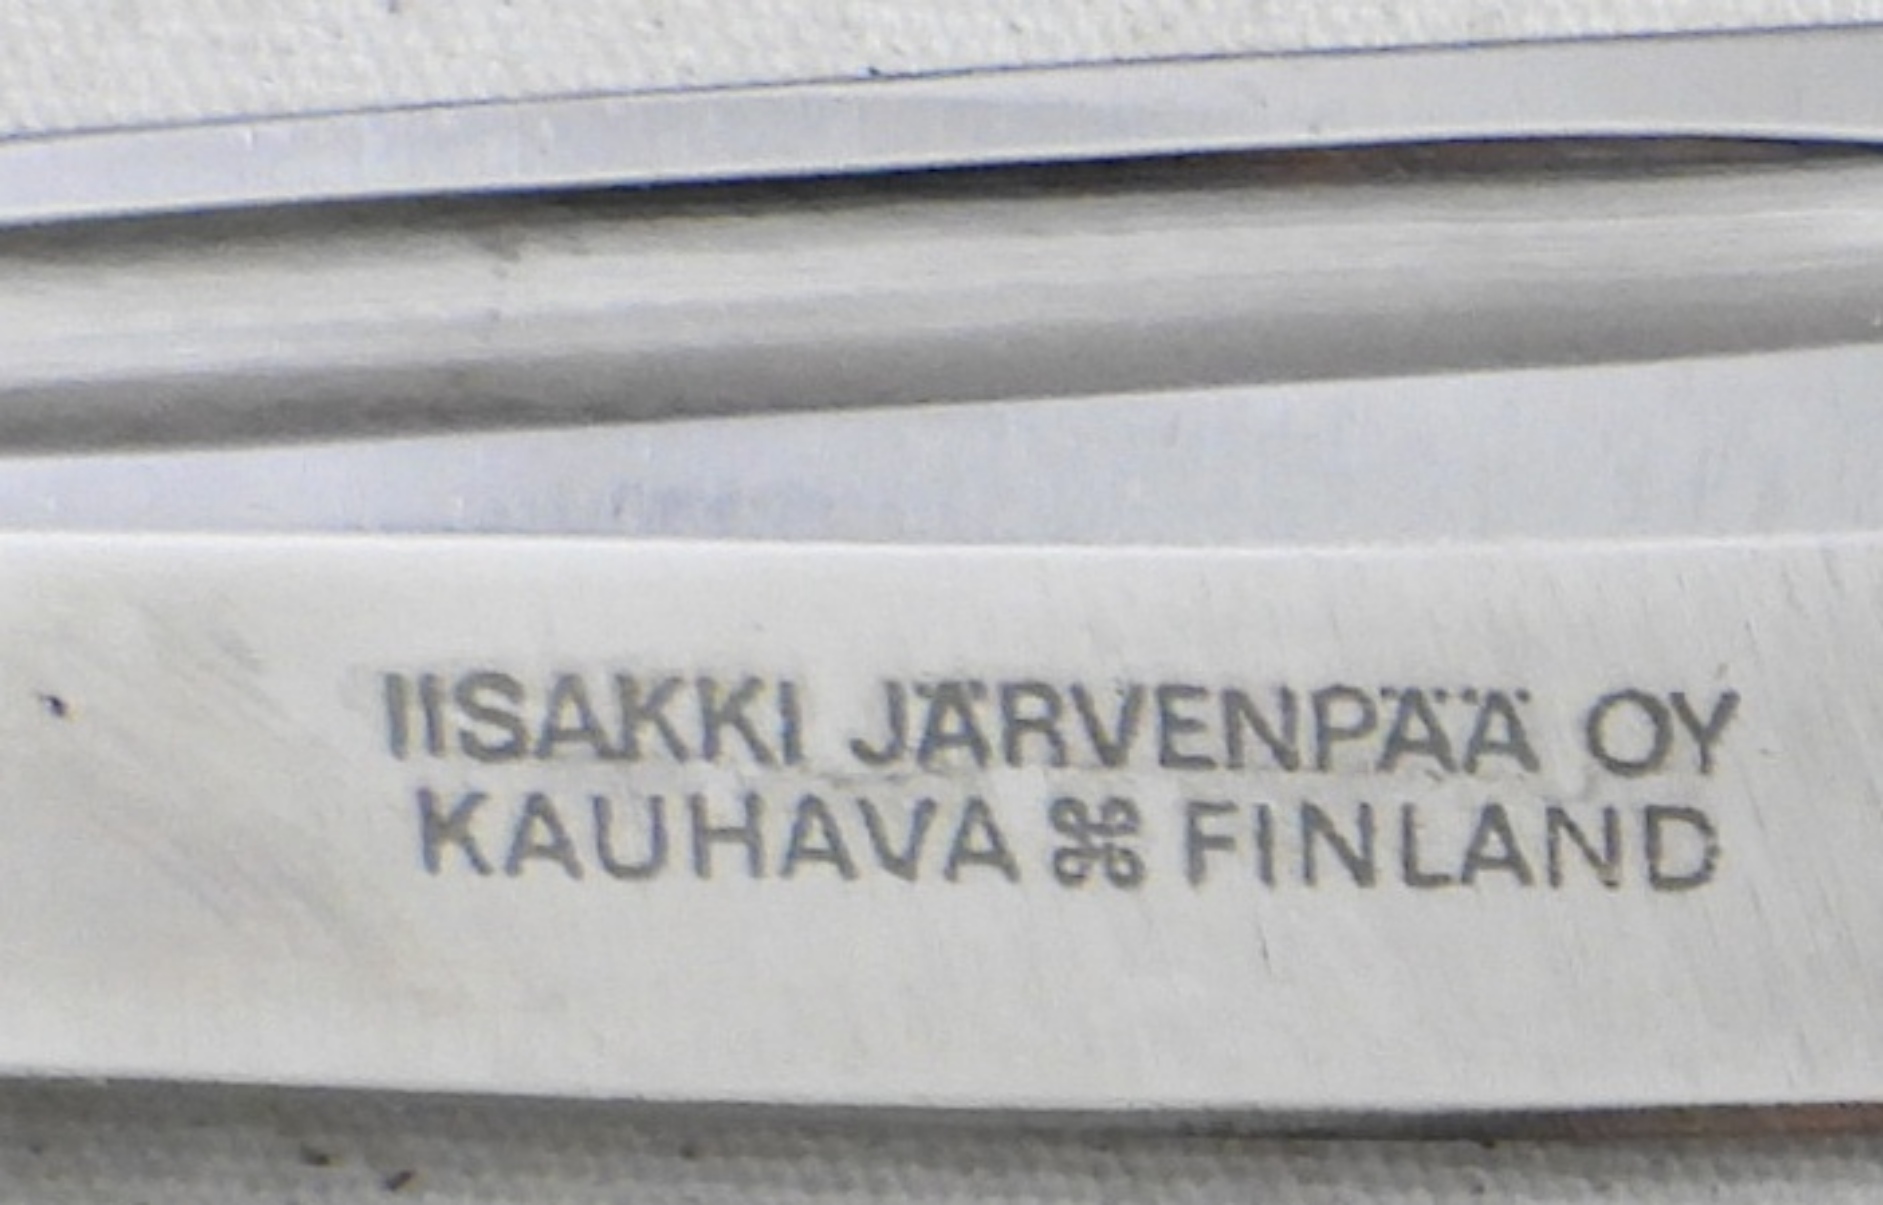 IISAKKI JÄRVENPÄÄ OY
KAUHAVA ⌘ FINLAND